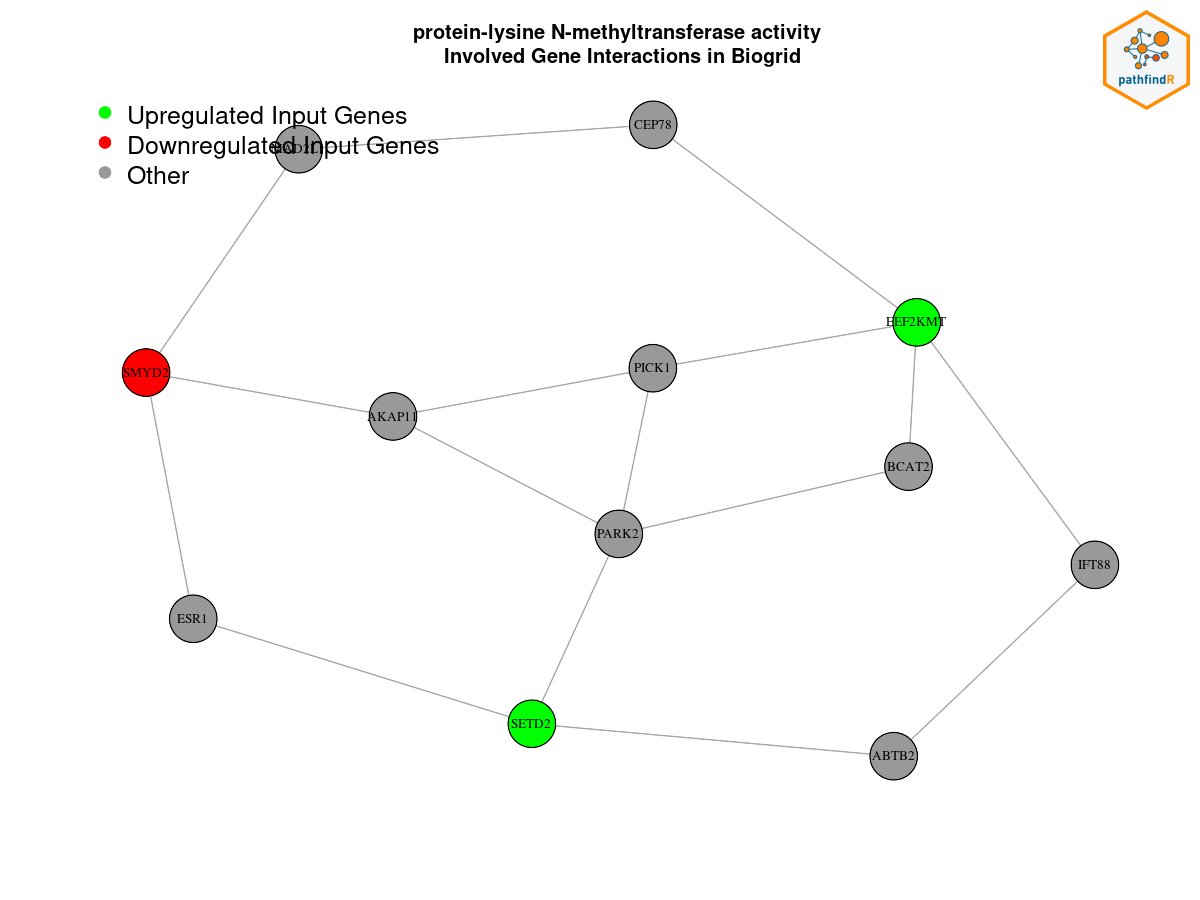 protein-lysine N-methyltransferase activity
Involved Gene Interactions in Biogrid
pathfindR
Upregulated Input Genes
Downregulated Input Genes
Other
CEP78
EEF2KMT
SMYD2
PICK1
AKAP11
BCAT2
PARK2
IFT88
ESR1
SETD2
ABTB2